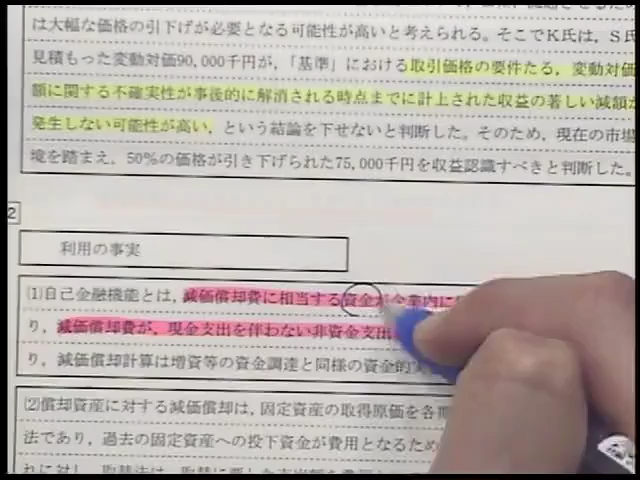 は大幅な価格の引下げが必要となる可能性が高いと考えられる。そこでK氏は，S氏
見積もった変動対価90,000千円が，「基準」における取引価格の要件たる，変動対価
額に関する不確実性が事後的に解消される時点までに計上された収益の著しい減額が
発生しない可能性が高い，という結論を下せないと判断した。そのため，現在の市場
境を踏まえ，50％の価格が引き下げられた75,000千円を収益認識すべきと判断した。
2
利用の事実
(1)自己金融機能とは，減価償却費に相当する資金が企業内に
り，減価償却費が，現金支出を伴わない非資金支出
り，減価償却計算は増資等の資金調達と同様の資金的
(2)償却資産に対する減価償却は，固定資産の取得原価を各期
法であり，過去の固定資産への投下資金が費用となるため